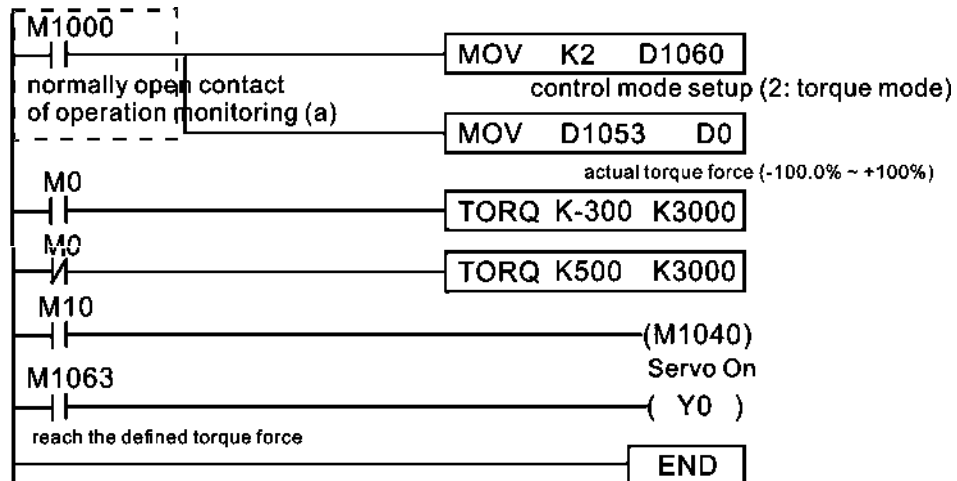 M1000
MOV K2 D1060
normally open contact
control mode setup (2: torque mode)
of operation monitoring (a)
MOV D1053 D0
actual torque force (-100.0% ~ +100%)
M0
TORQ K-300 K3000
M0
TORQ K500 K3000
M10
(M1040)
Servo On
M1063
( Y0 )
reach the defined torque force
END